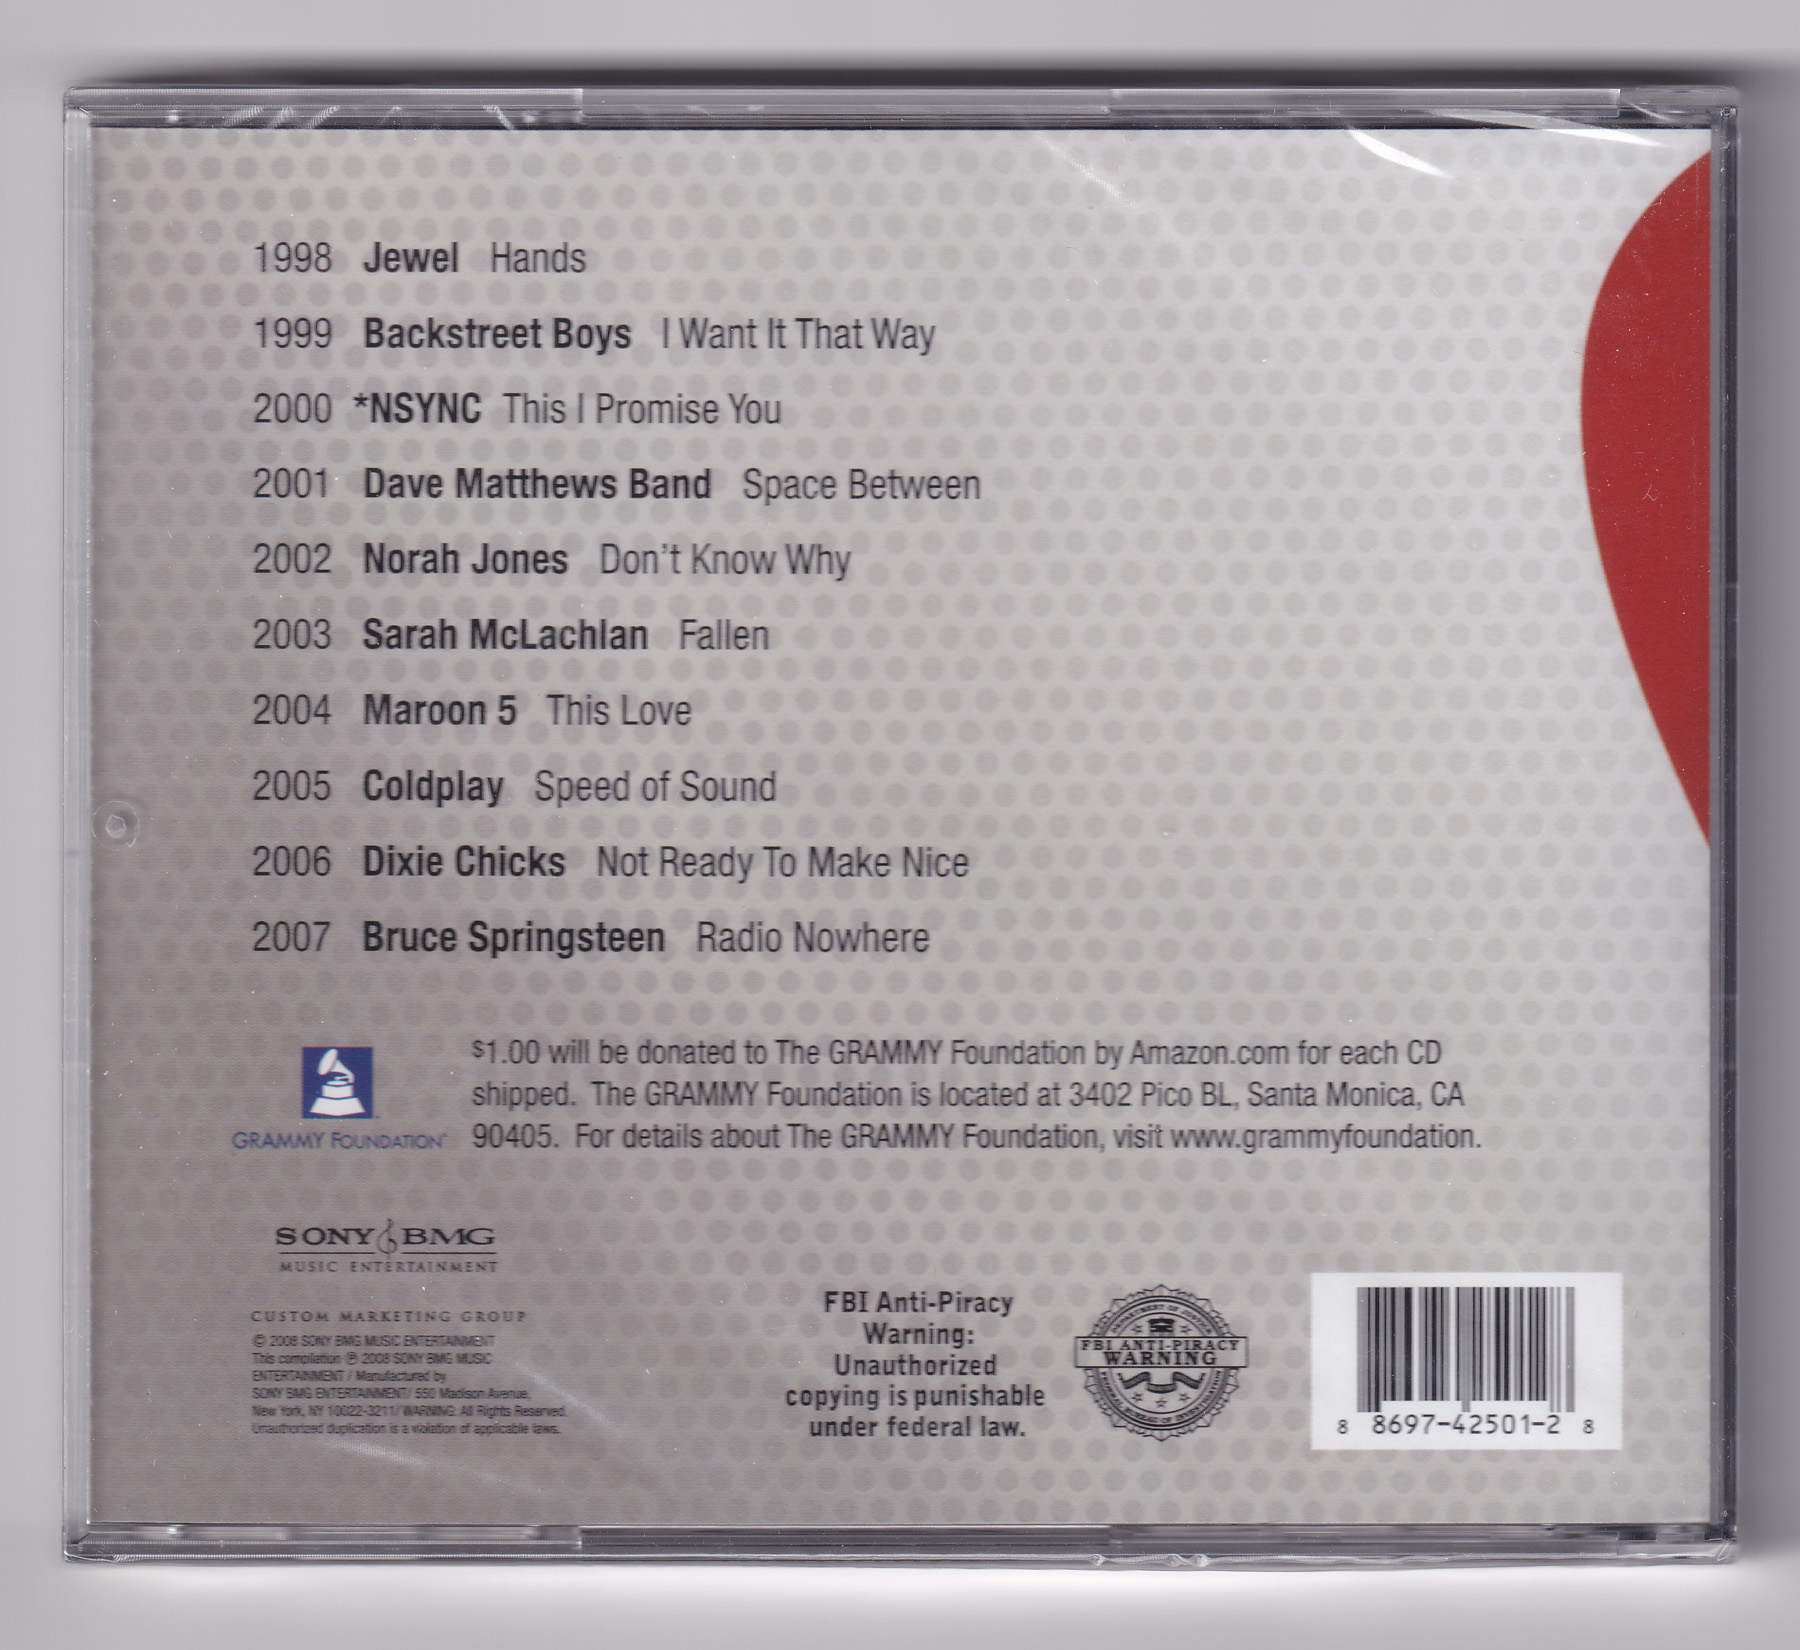 1998 Jewel Hands
1999 Backstreet Boys I Want It That Way
2000 *NSYNC This I Promise You
2001 Dave Matthews Band Space Between
2002 Norah Jones Don't Know Why
2003 Sarah McLachlan Fallen
2004 Maroon 5 This Love
2005 Coldplay Speed of Sound
2006 Dixie Chicks Not Ready To Make Nice
2007 Bruce Springsteen Radio Nowhere
$1.00 will be donated to The GRAMMY Foundation by Amazon.com for each CD
shipped. The GRAMMY Foundation is located at 3402 Pico BL, Santa Monica, CA
90405. For details about The GRAMMY Foundation, visit www.grammyfoundation.
GRAMMY FOUNDATION®
SONY BMG
MUSIC ENTERTAINMENT
CUSTOM MARKETING GROUP
© 2008 SONY BMG MUSIC ENTERTAINMENT
This compilation ℗ 2008 SONY BMG MUSIC
ENTERTAINMENT / Manufactured by
SONY BMG ENTERTAINMENT/ 550 Madison Avenue,
New York, NY 10022-3211/ WARNING: All Rights Reserved.
Unauthorized duplication is a violation of applicable laws.
FBI Anti-Piracy
Warning:
Unauthorized
copying is punishable
under federal law.
DEPARTMENT OF JUSTICE
FBI ANTI-PIRACY
WARNING
FEDERAL BUREAU OF INVESTIGATION
8 8697-42501-2 8